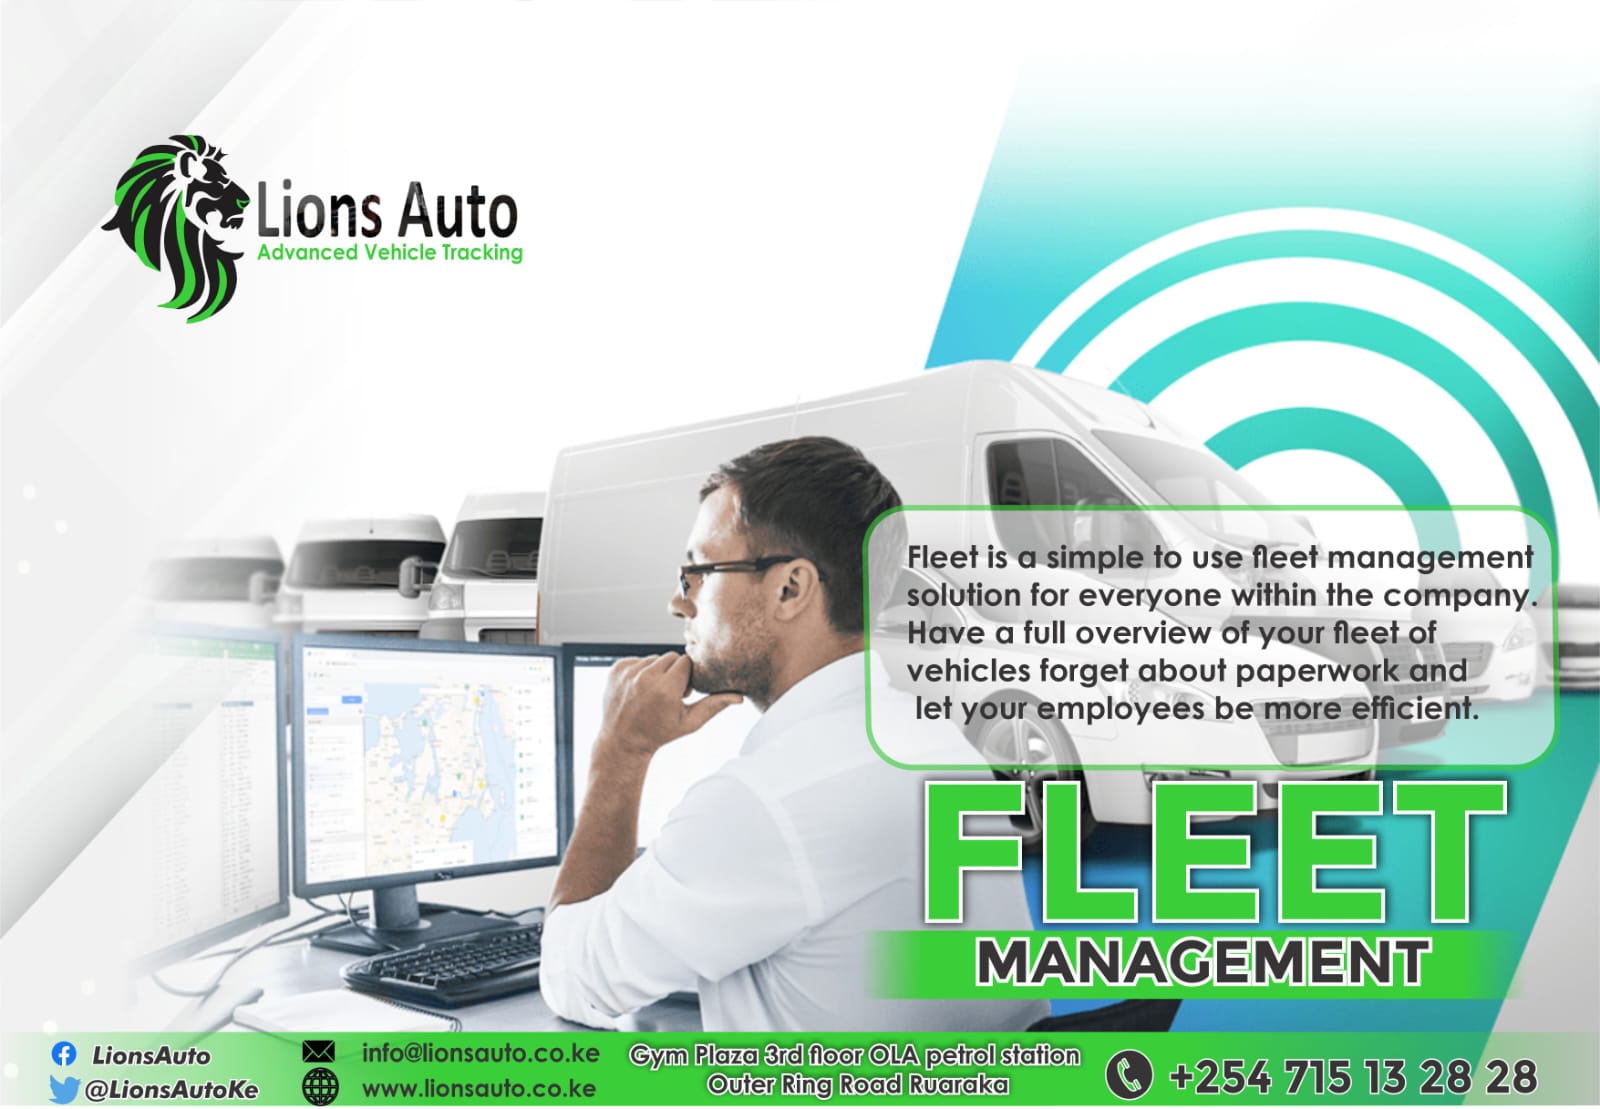 Lions Auto
Advanced Vehicle Tracking
Fleet is a simple to use fleet management
solution for everyone within the company.
Have a full overview of your fleet of
vehicles forget about paperwork and
let your employees be more efficient.
FLEET
MANAGEMENT
LionsAuto
@LionsAutoKe
info@lionsauto.co.ke
www.lionsauto.co.ke
Gym Plaza 3rd floor OLA petrol station
Outer Ring Road Ruaraka
+254 715 13 28 28